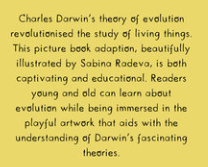 Charles Darwin's theory of evolution
revolutionised the study of living things.
This picture book adaption, beautifully
illustrated by Sabina Radeva, is both
captivating and educational. Readers
young and old can learn about
evolution while being immersed in the
playful artwork that aids with the
understanding of Darwin's fascinating
theories.